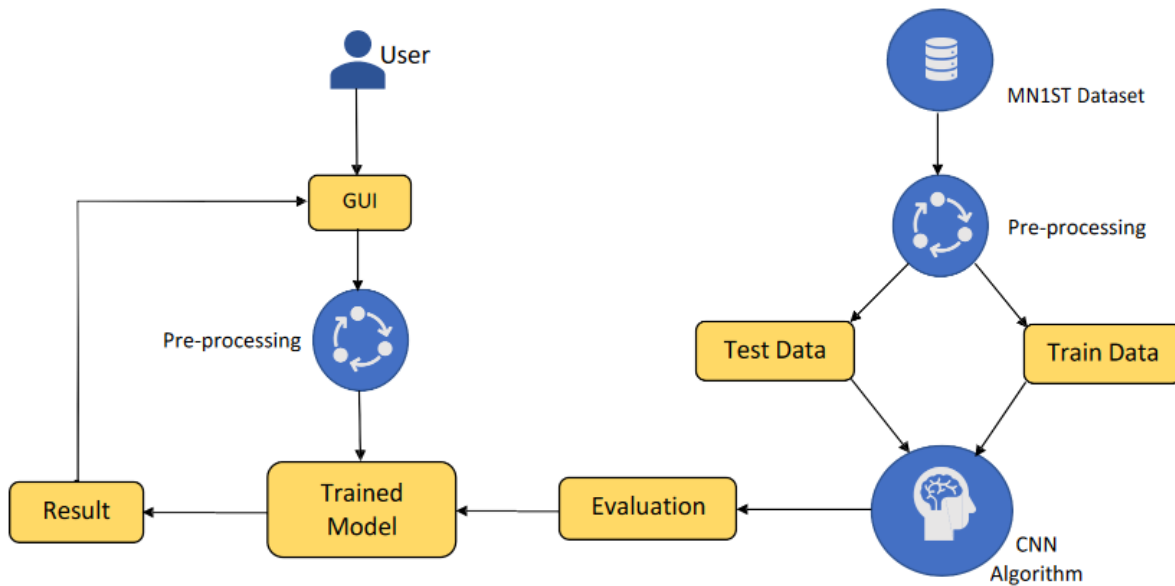 User
MN1ST Dataset
GUI
Pre-processing
Pre-processing
Test Data
Train Data
Result
Trained
Model
Evaluation
CNN
Algorithm